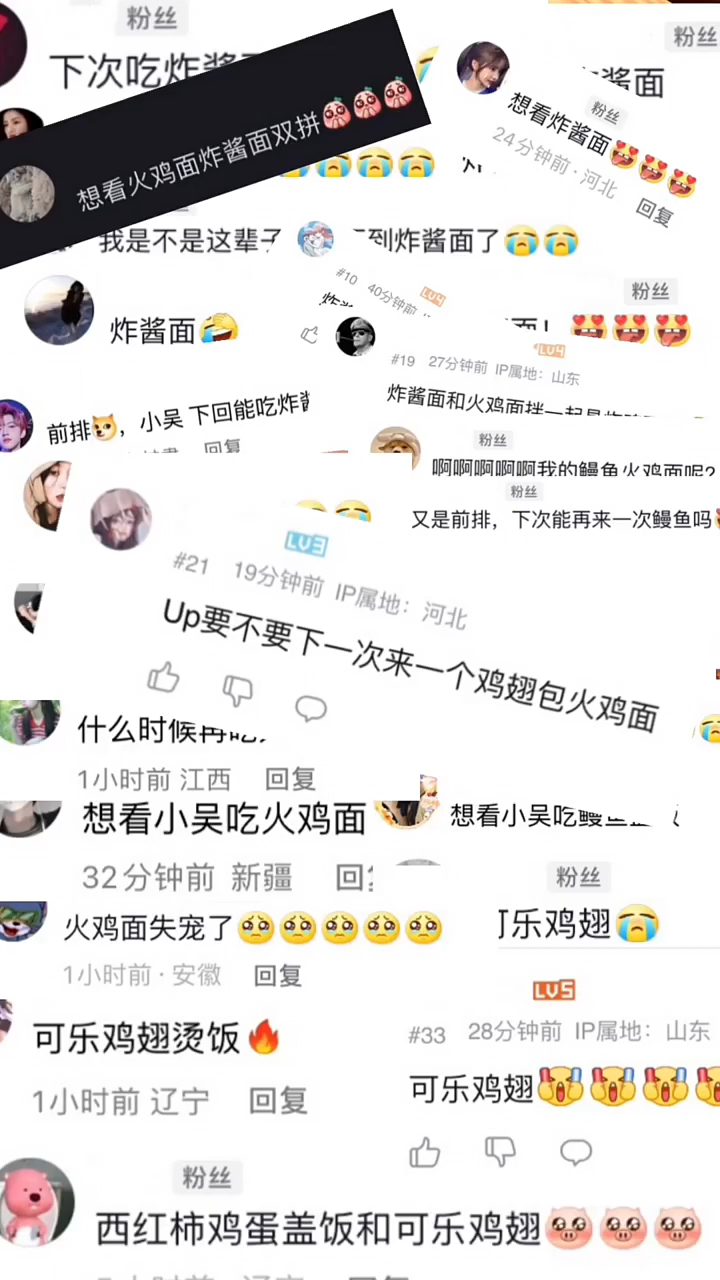 粉丝
粉丝
下次吃炸酱
酱面
想看火鸡面炸酱面双拼
粉丝
想看炸酱面
24分钟前·河北 回复
我是不是这辈子
到炸酱面了
#10 40分钟前
LV4
粉丝
炸酱面
LV4
#19 27分钟前 IP属地：山东
炸酱面和火鸡面拌一起是
前排，小吴 下回能吃炸酱
回复
粉丝
啊啊啊啊啊我的鳗鱼火鸡面呢?
粉丝
又是前排，下次能再来一次鳗鱼吗
LV3
#21 19分钟前 IP属地：河北
Up要不要下一次来一个鸡翅包火鸡面
什么时候再吃
1小时前 江西 回复
想看小吴吃火鸡面
32分钟前 新疆 回
想看小吴吃鳗鱼
粉丝
可乐鸡翅
火鸡面失宠了
1小时前·安徽 回复
LV5
#33 28分钟前 IP属地：山东
可乐鸡翅
可乐鸡翅烫饭
1小时前 辽宁 回复
粉丝
西红柿鸡蛋盖饭和可乐鸡翅